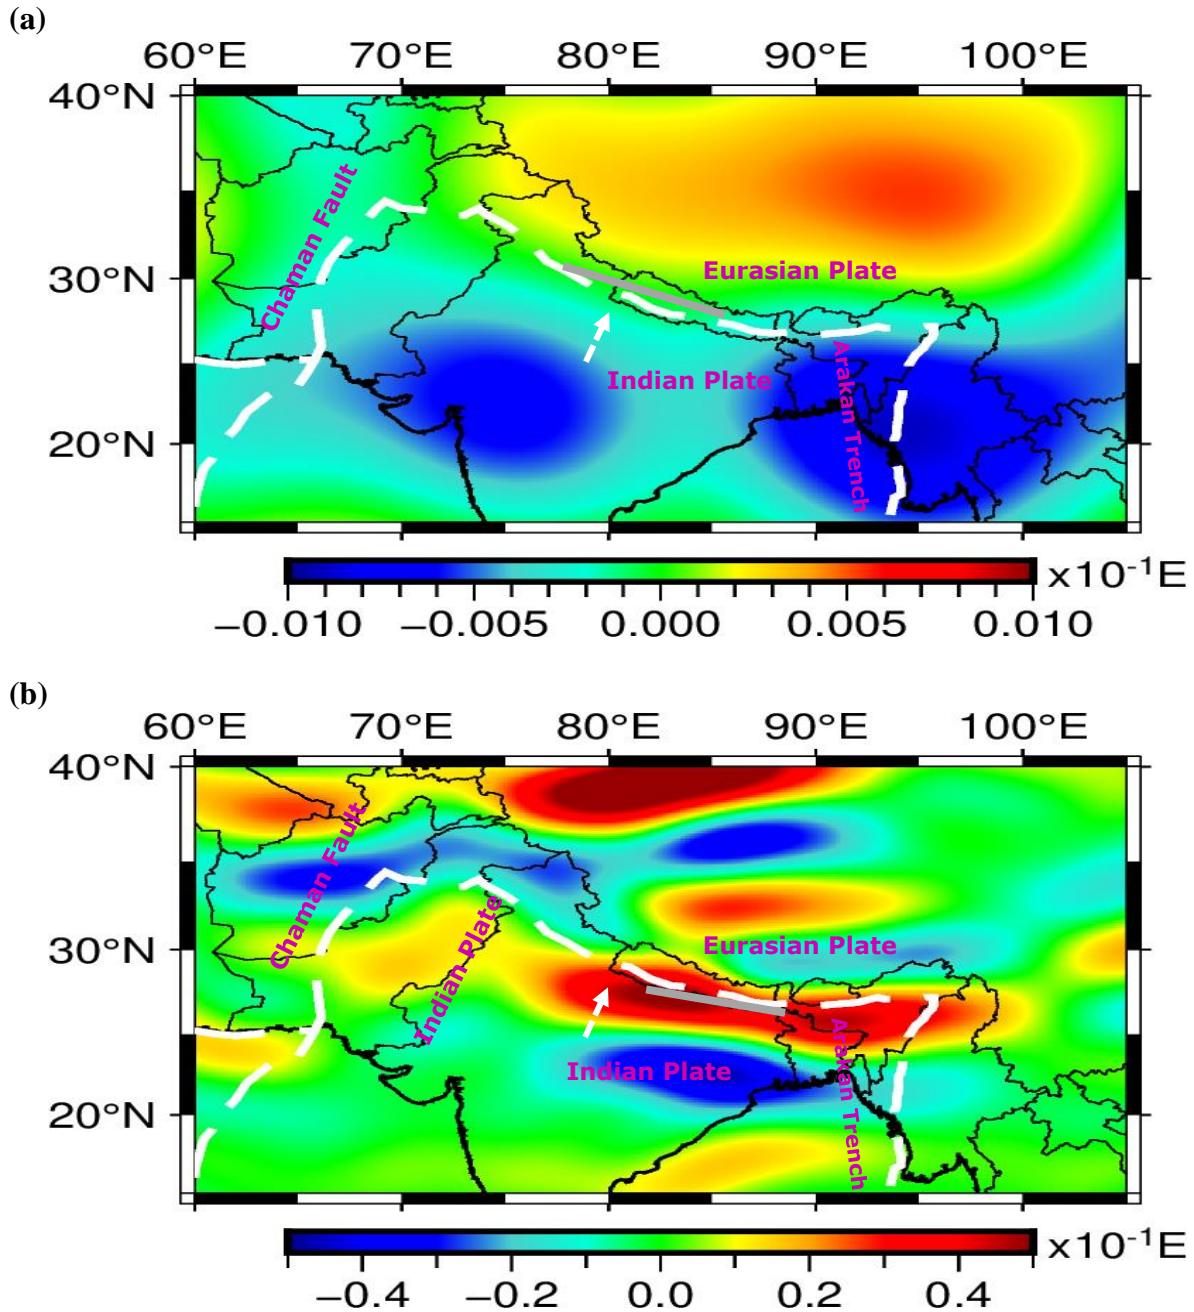 (a)
60°E 70°E 80°E 90°E 100°E
40°N
Chaman Fault
30°N
Eurasian Plate
Indian Plate
Arakan Trench
20°N
×10⁻¹E
−0.010 −0.005 0.000 0.005 0.010
(b)
60°E 70°E 80°E 90°E 100°E
40°N
Chaman Fault
Indian Plate
30°N
Eurasian Plate
Indian Plate
Arakan Trench
20°N
×10⁻¹E
−0.4 −0.2 0.0 0.2 0.4